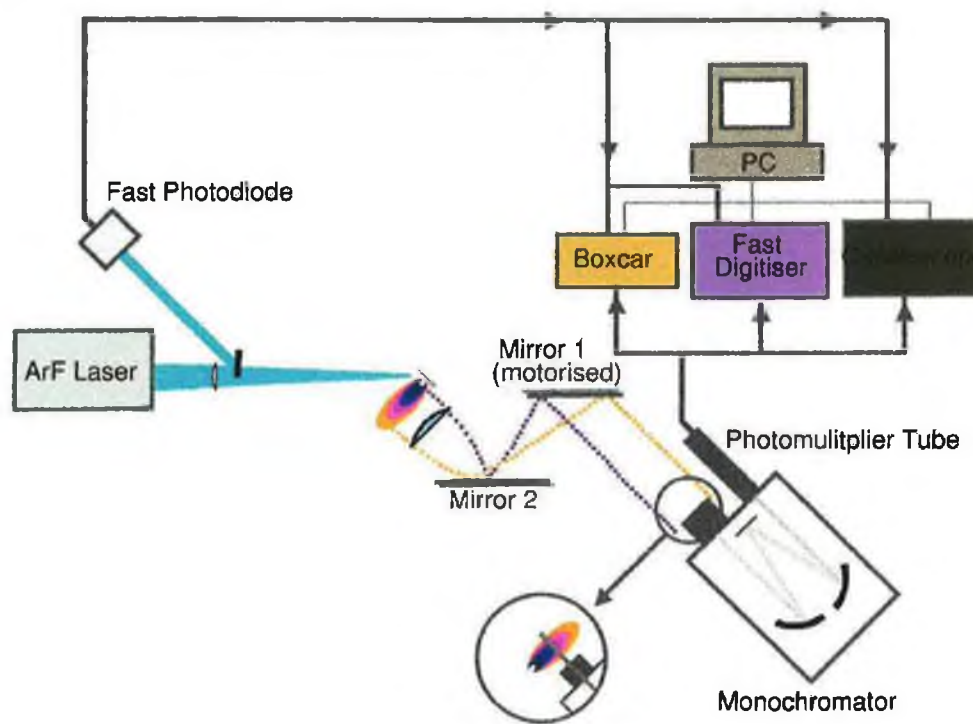 PC
Fast Photodiode
Boxcar
Fast
Digitiser
ArF Laser
Mirror 1
(motorised)
Photomulitplier Tube
Mirror 2
Monochromator